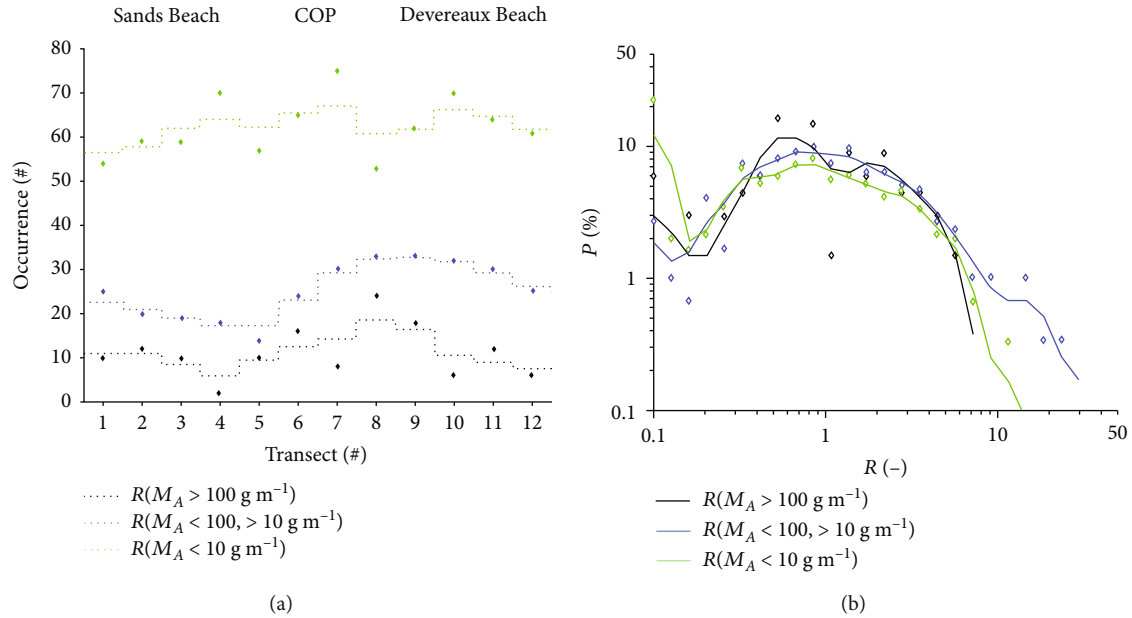 Sands Beach COP Devereaux Beach
80
70
60
50
40
30
20
10
0
Occurrence (#)
1 2 3 4 5 6 7 8 9 10 11 12
Transect (#)
R(M_A > 100 g m⁻¹)
R(M_A < 100, > 10 g m⁻¹)
R(M_A < 10 g m⁻¹)
(a)
50
10
1
0.1
P (%)
0.1 1 10 50
R (–)
R(M_A > 100 g m⁻¹)
R(M_A < 100, > 10 g m⁻¹)
R(M_A < 10 g m⁻¹)
(b)